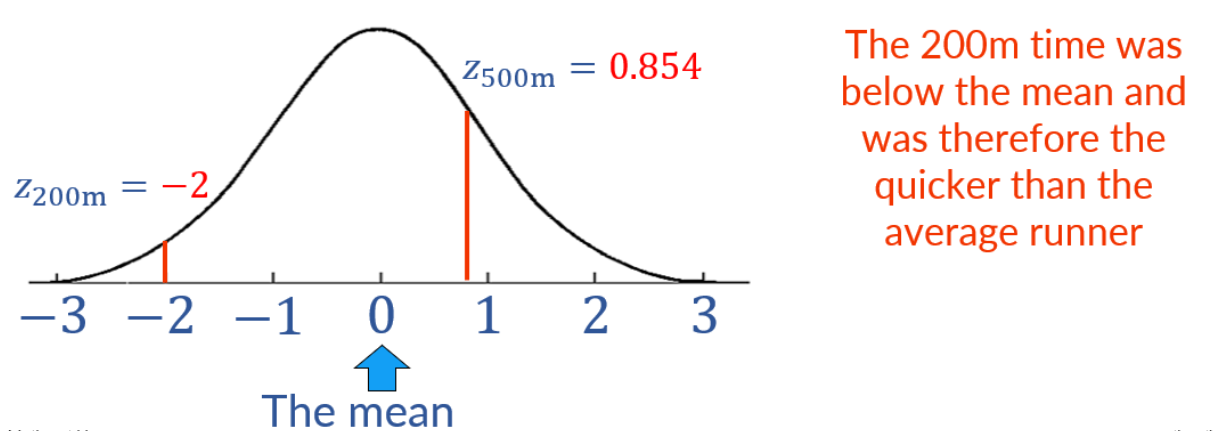 z500m = 0.854
z200m = −2
−3 −2 −1 0 1 2 3
The mean
The 200m time was
below the mean and
was therefore the
quicker than the
average runner